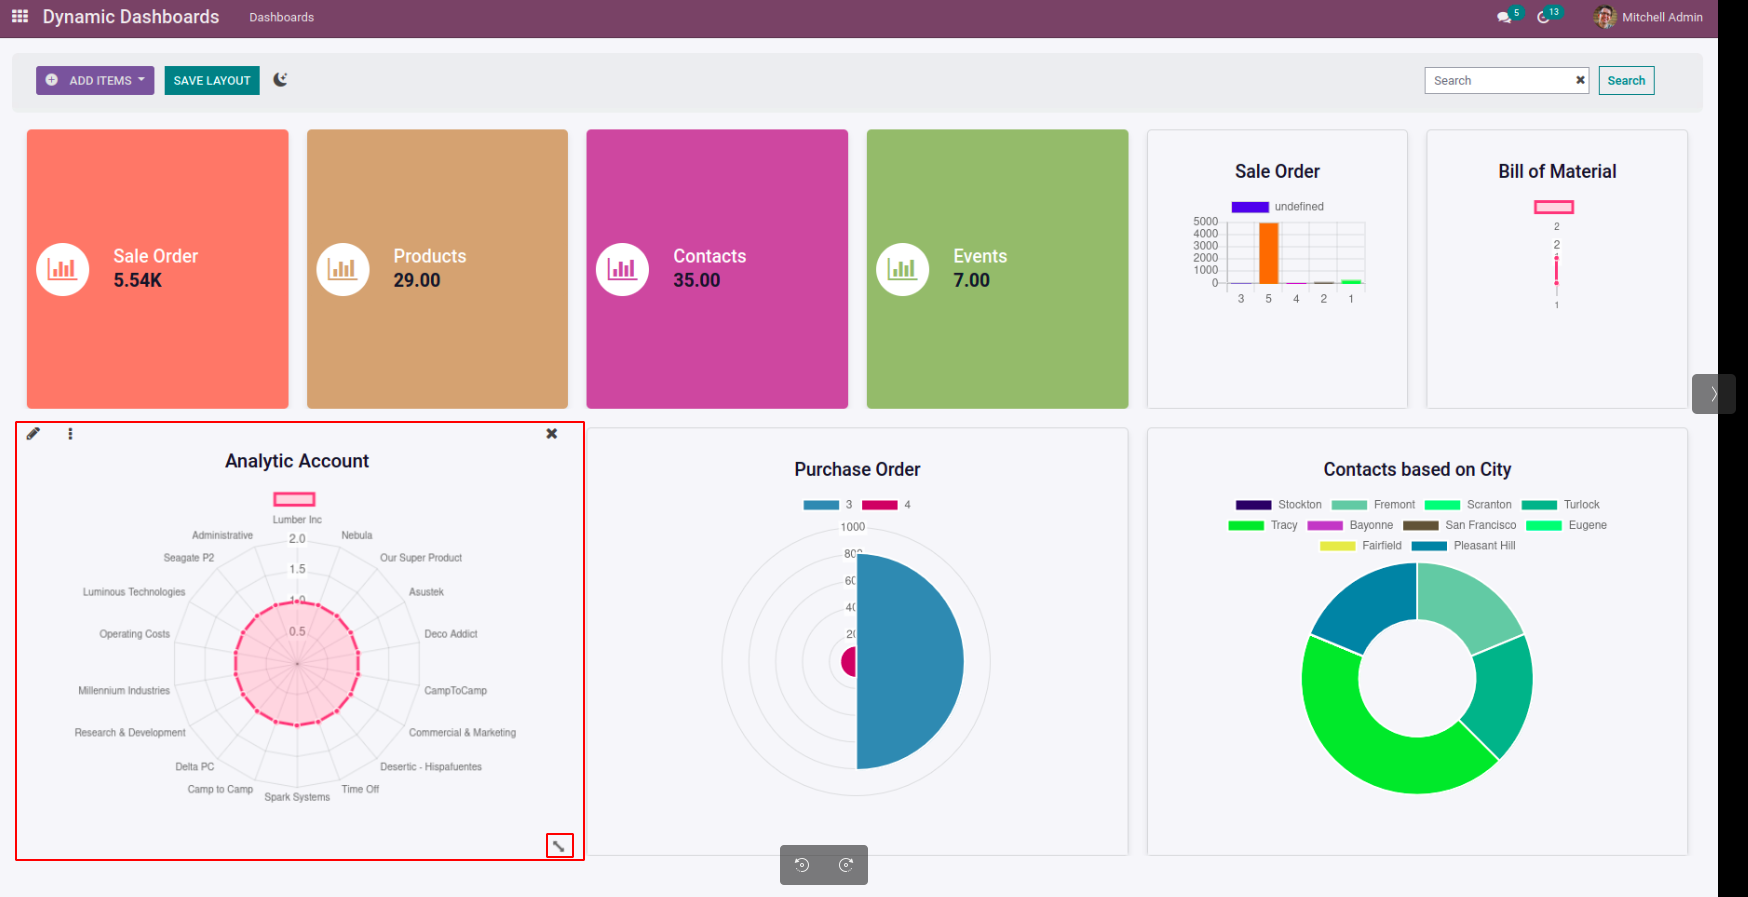 Dynamic Dashboards Dashboards 5 13 Mitchell Admin
ADD ITEMS SAVE LAYOUT Search Search
Sale Order
5.54K
Products
29.00
Contacts
35.00
Events
7.00
Sale Order
undefined
5000
4000
3000
2000
1000
0
3 5 4 2 1
Bill of Material
2
2
1
Analytic Account
Lumber Inc
Administrative Nebula
2.0
Seagate P2 Our Super Product
1.5
Luminous Technologies Asustek
1.0
0.5
Operating Costs Deco Addict
Millennium Industries CampToCamp
Research & Development Commercial & Marketing
Delta PC Desertic - Hispafuentes
Camp to Camp Spark Systems Time Off
Purchase Order
3 4
1000
800
60
40
20
Contacts based on City
Stockton Fremont Scranton Turlock
Tracy Bayonne San Francisco Eugene
Fairfield Pleasant Hill